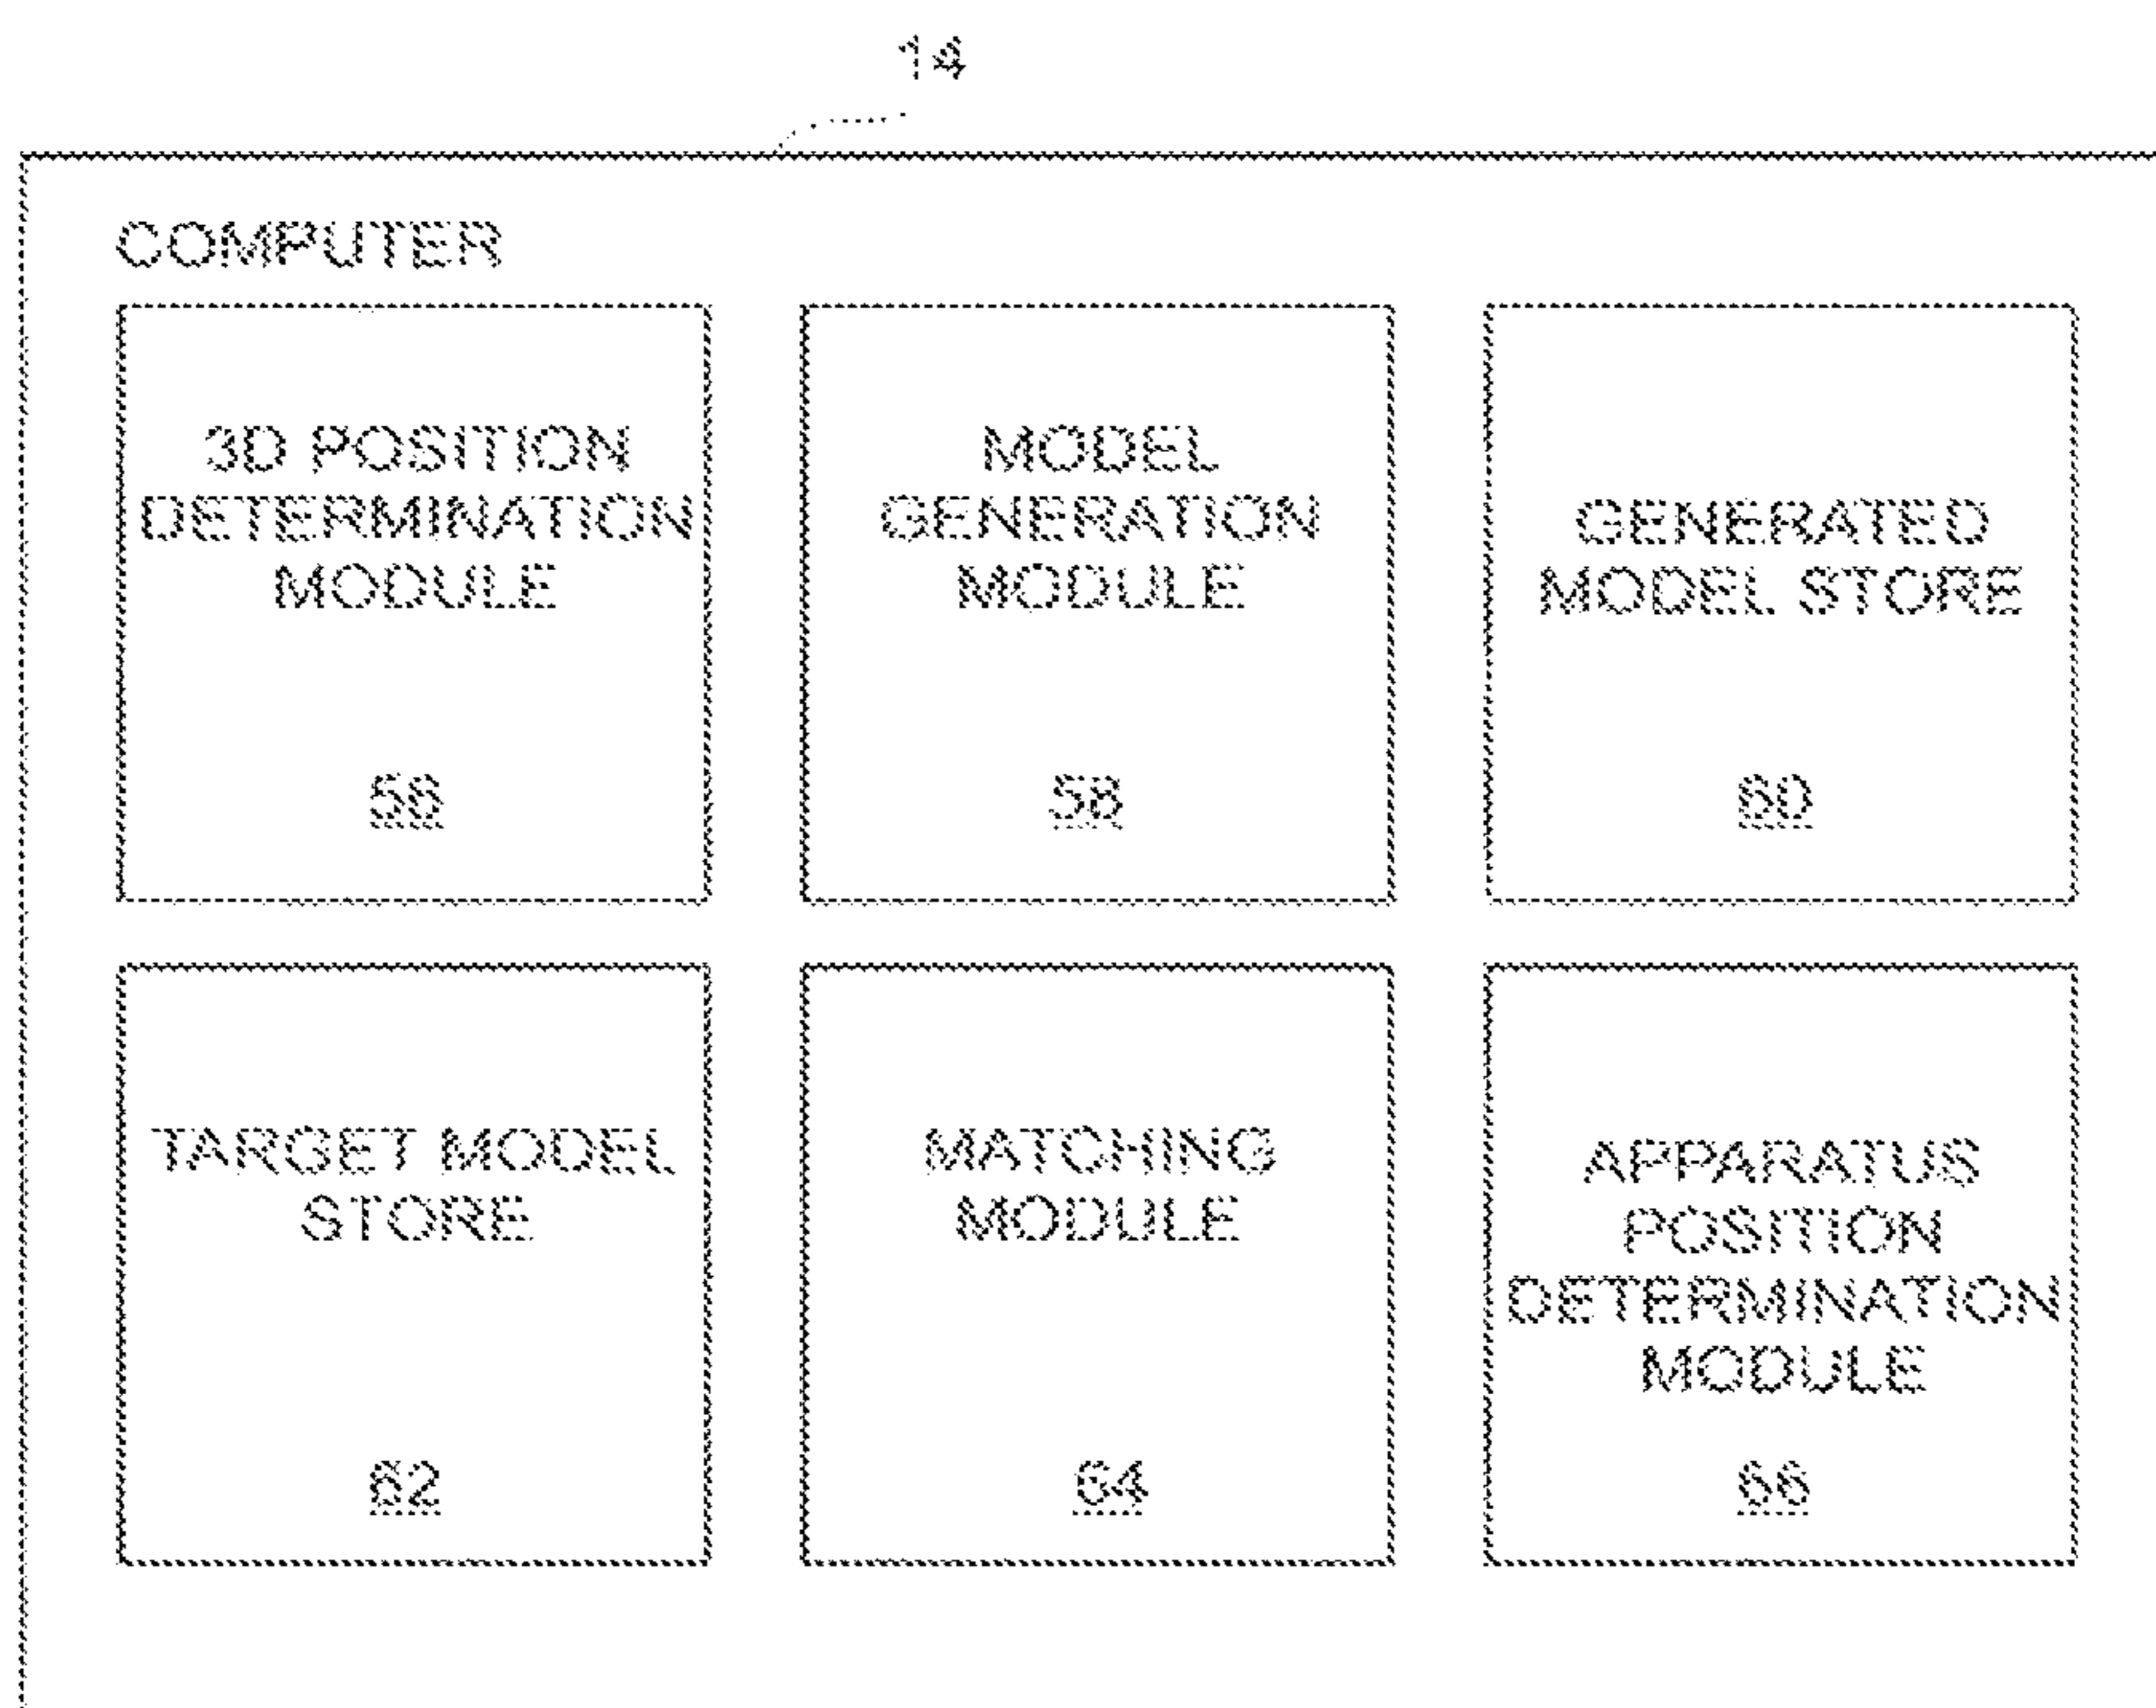 14
COMPUTER
3D POSITION
DETERMINATION
MODULE
56
MODEL
GENERATION
MODULE
58
GENERATED
MODEL STORE
60
TARGET MODEL
STORE
62
MATCHING
MODULE
64
APPARATUS
POSITION
DETERMINATION
MODULE
66